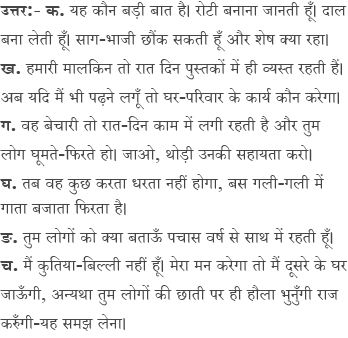 उत्तर:- क. यह कौन बड़ी बात है। रोटी बनाना जानती हूँ। दाल
बना लेती हूँ। साग-भाजी छौंक सकती हूँ और शेष क्या रहा।
ख. हमारी मालकिन तो रात दिन पुस्तकों में ही व्यस्त रहती हैं।
अब यदि मैं भी पढ़ने लगूँ तो घर-परिवार के कार्य कौन करेगा।
ग. वह बेचारी तो रात-दिन काम में लगी रहती है और तुम
लोग घूमते-फिरते हो। जाओ, थोड़ी उनकी सहायता करो।
घ. तब वह कुछ करता धरता नहीं होगा, बस गली-गली में
गाता बजाता फिरता है।
ङ. तुम लोगों को क्या बताऊँ पचास वर्ष से साथ में रहती हूँ।
च. मैं कुतिया-बिल्ली नहीं हूँ। मेरा मन करेगा तो मैं दूसरे के घर
जाऊँगी, अन्यथा तुम लोगों की छाती पर ही हौला भुनुँगी राज
करुँगी-यह समझ लेना।